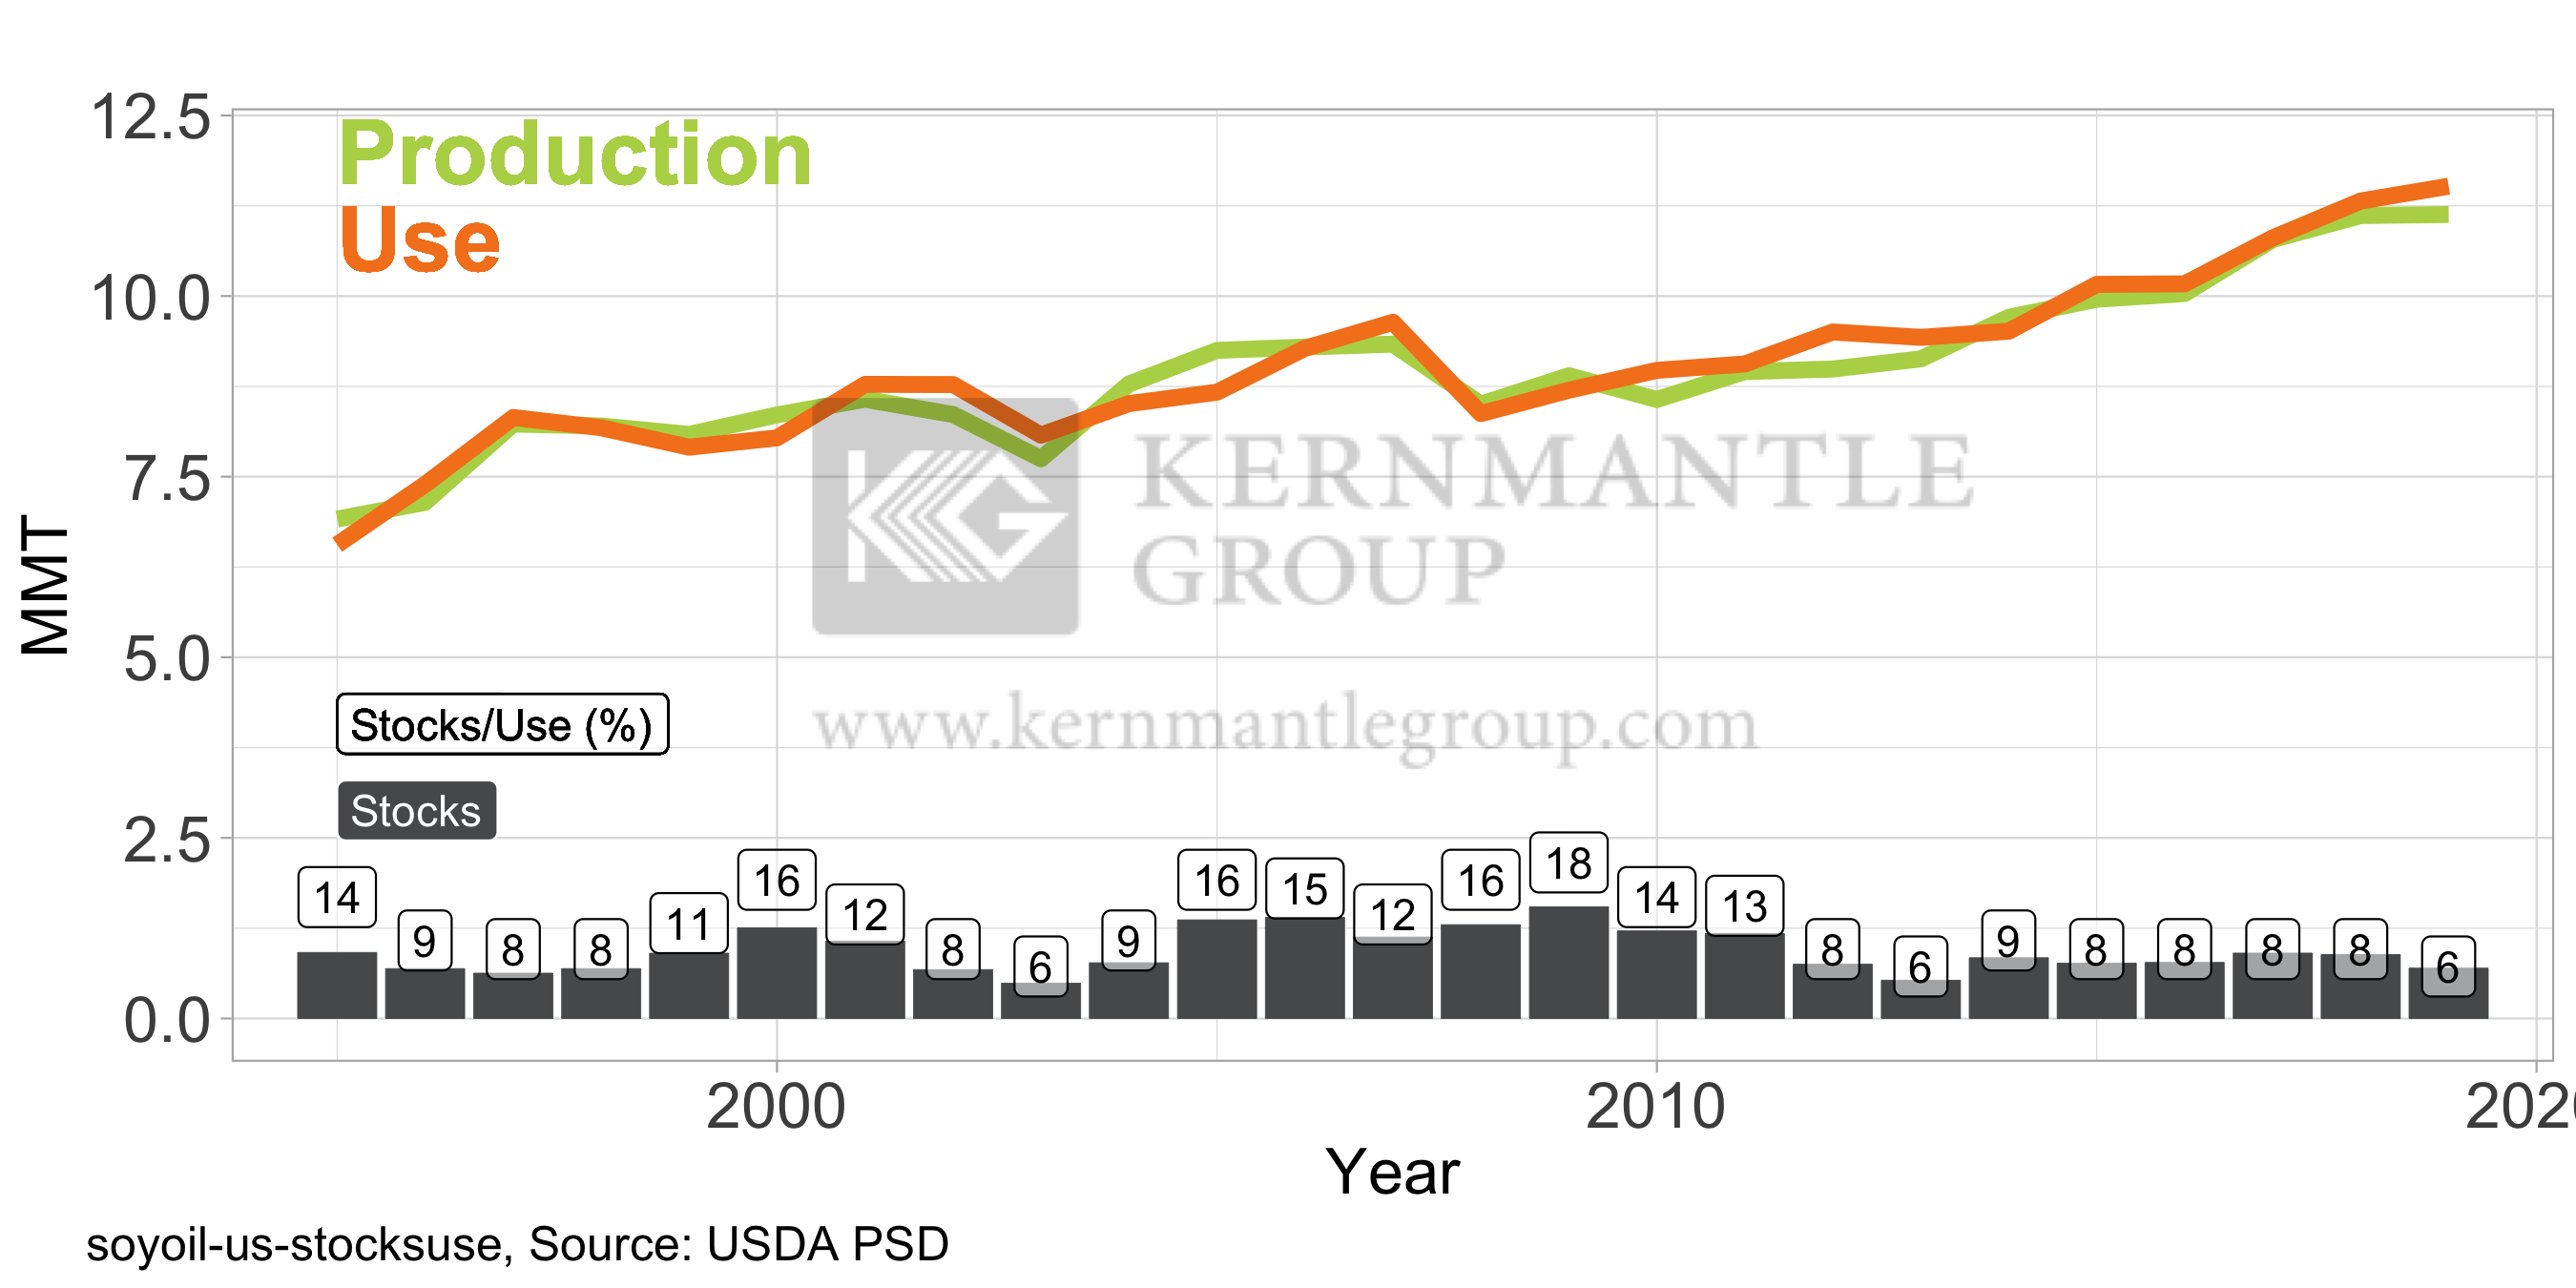 12.5
Production
Use
10.0
7.5
MMT
5.0
2.5
0.0
KG
KERNMANTLE
GROUP
www.kernmantlegroup.com
Stocks/Use (%)
Stocks
14 9 8 8 11 16 12 8 6 9 16 15 12 16 18 14 13 8 6 9 8 8 8 8 6
2000 2010 202
Year
soyoil-us-stocksuse, Source: USDA PSD